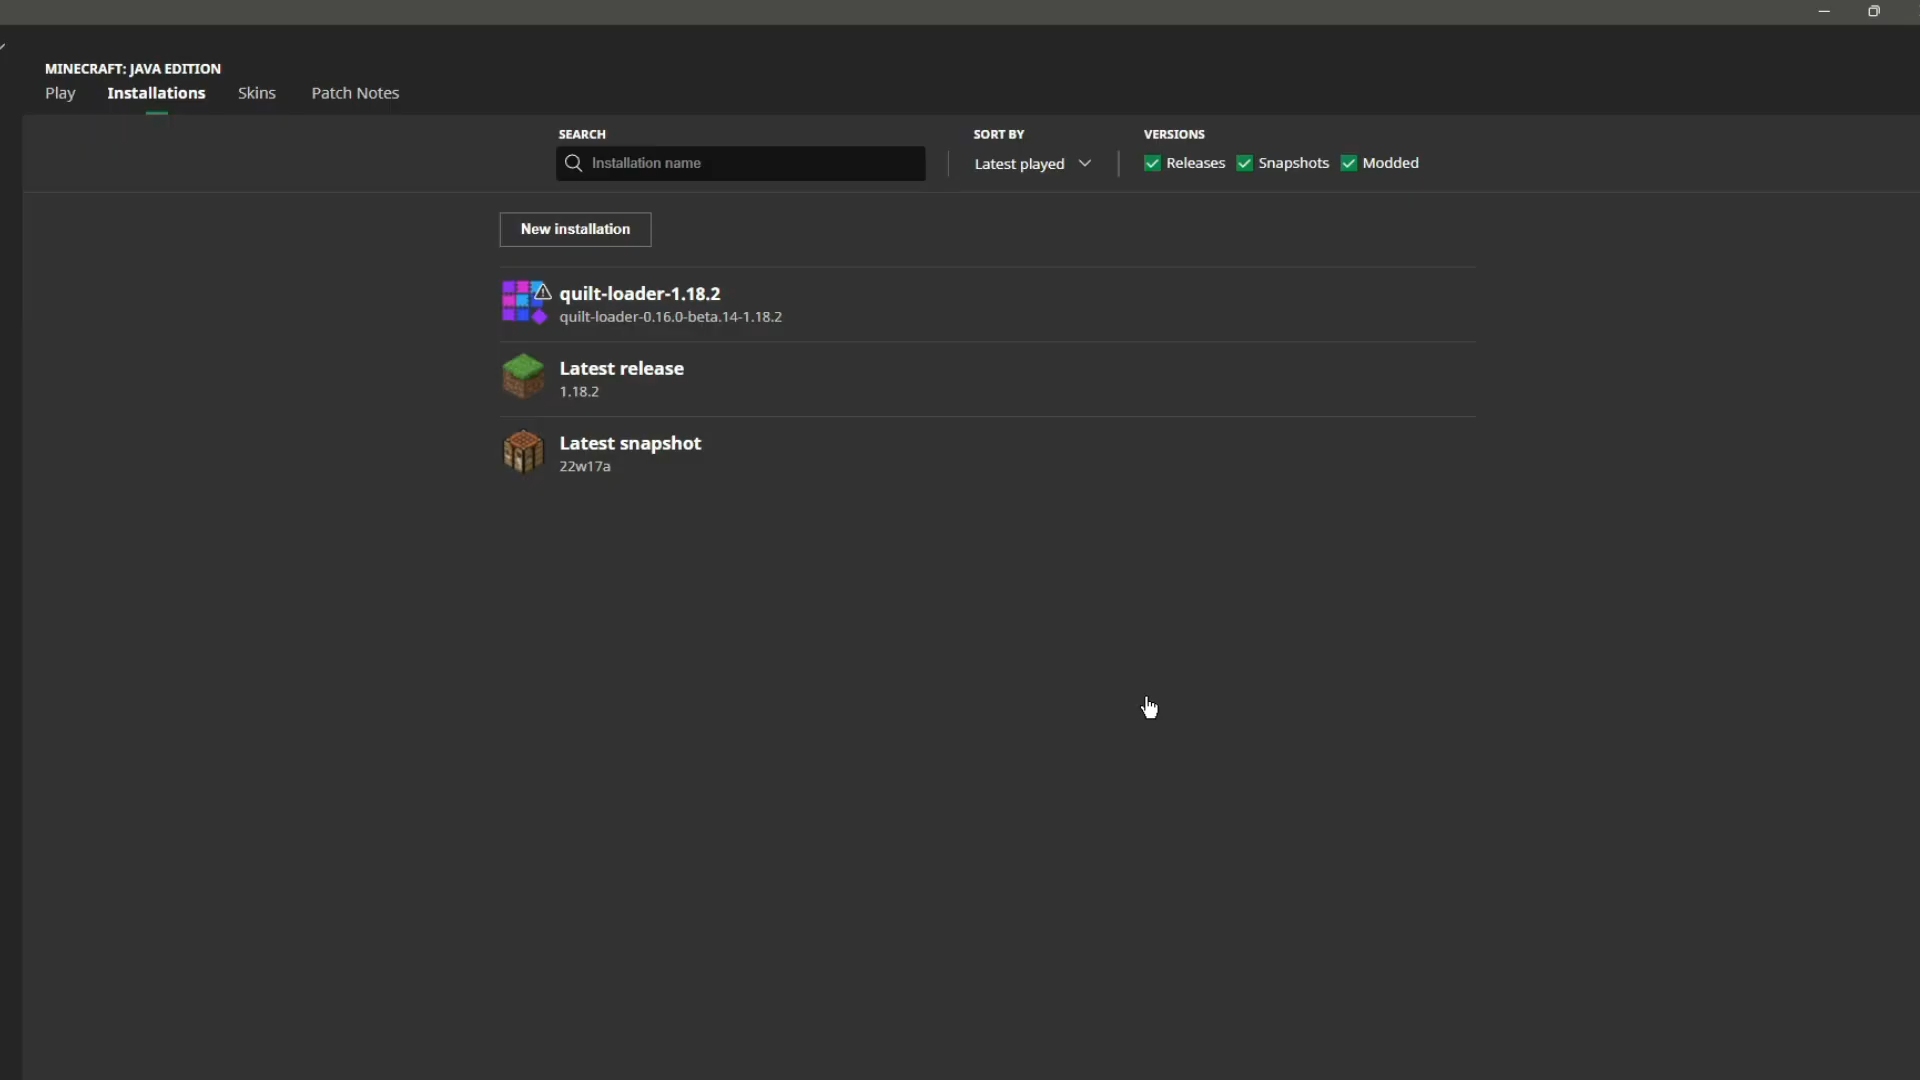 MINECRAFT: JAVA EDITION
Play Installations Skins Patch Notes
SEARCH SORT BY VERSIONS
Installation name Latest played Releases Snapshots Modded
New installation
quilt-loader-1.18.2
quilt-loader-0.16.0-beta.14-1.18.2
Latest release
1.18.2
Latest snapshot
22w17a